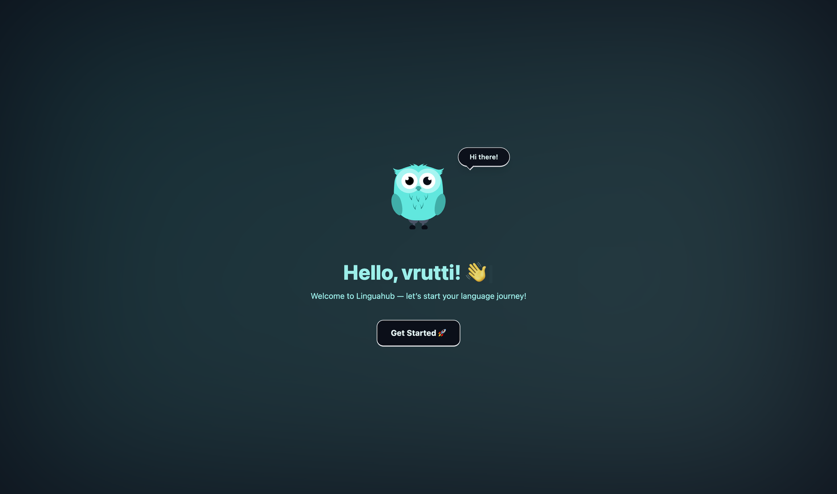 Hi there!
Hello, vrutti! 👋
Welcome to Linguahub — let's start your language journey!
Get Started 🚀